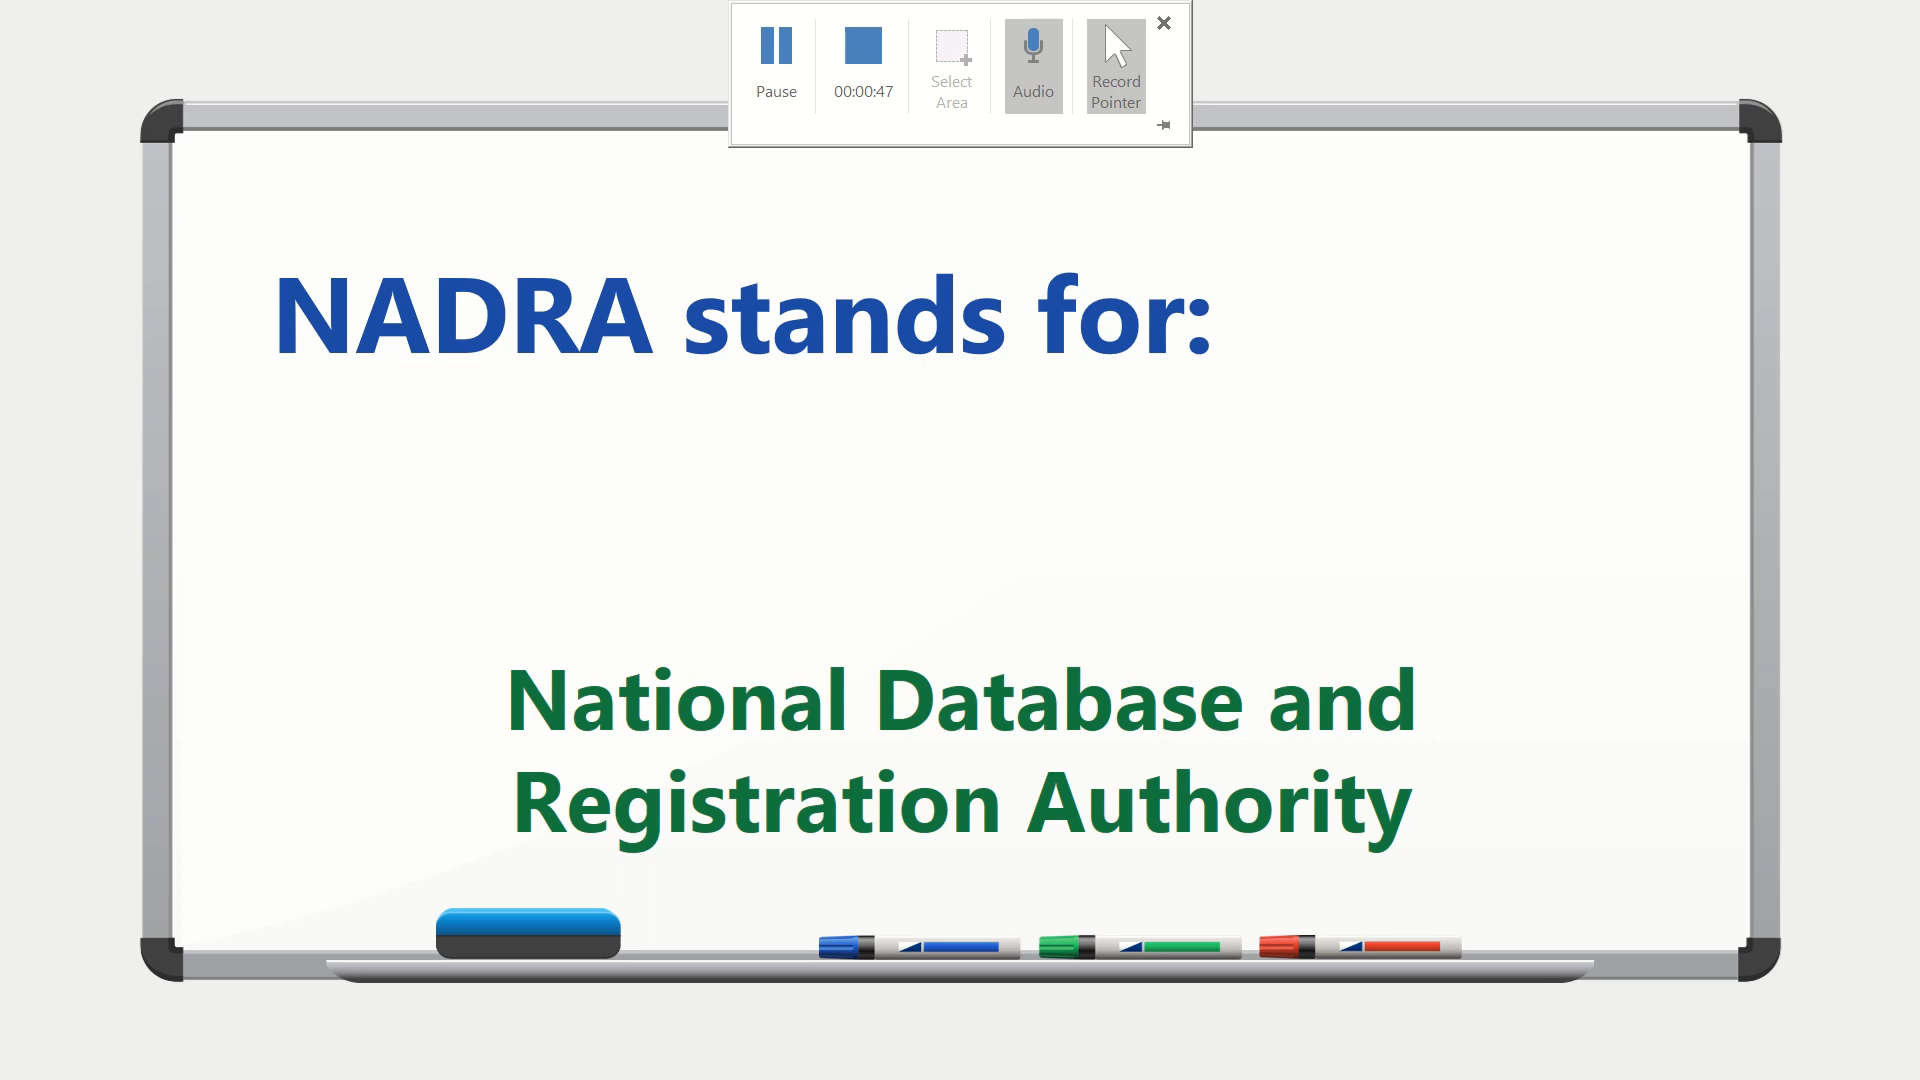 Pause
00:00:47
Select
Area
Audio
Record
Pointer
NADRA stands for:
National Database and
Registration Authority